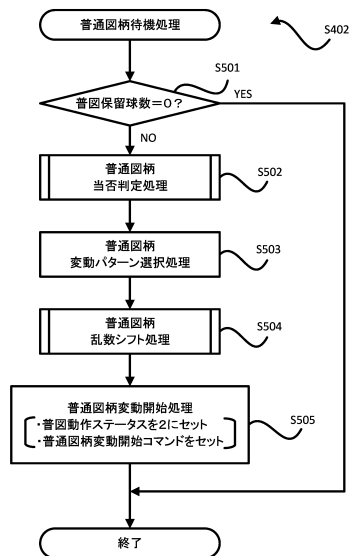 普通図柄待機処理
S402
S501
普図保留球数=0?
YES
NO
普通図柄
当否判定処理
S502
普通図柄
変動パターン選択処理
S503
普通図柄
乱数シフト処理
S504
普通図柄変動開始処理
・普図動作ステータスを2にセット
・普通図柄変動開始コマンドをセット
S505
終了